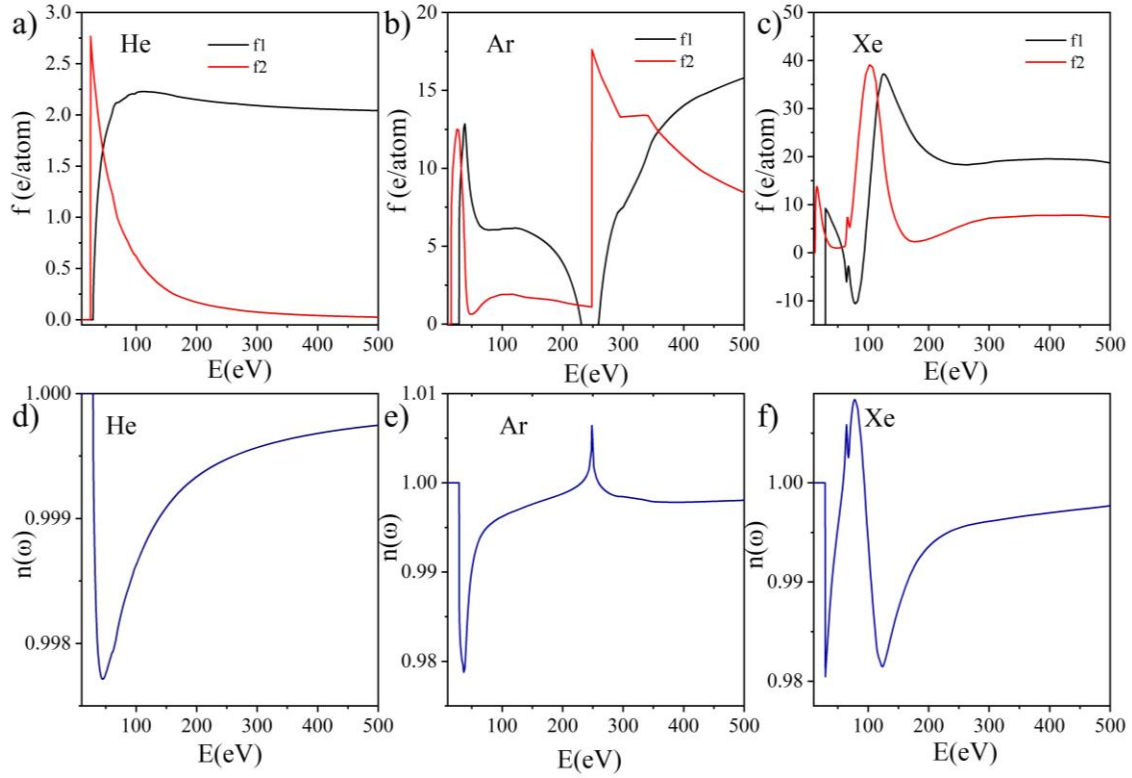 a)
He
f1
f2
3.0
2.5
2.0
1.5
1.0
0.5
0.0
f (e/atom)
100
200
300
400
500
E(eV)
b)
Ar
f1
f2
20
15
10
5
0
f (e/atom)
100
200
300
400
500
E(eV)
c)
Xe
f1
f2
50
40
30
20
10
0
-10
f (e/atom)
100
200
300
400
500
E(eV)
d)
He
1.000
0.999
0.998
n(ω)
100
200
300
400
500
E(eV)
e)
Ar
1.01
1.00
0.99
0.98
n(ω)
100
200
300
400
500
E(eV)
f)
Xe
1.00
0.99
0.98
n(ω)
100
200
300
400
500
E(eV)